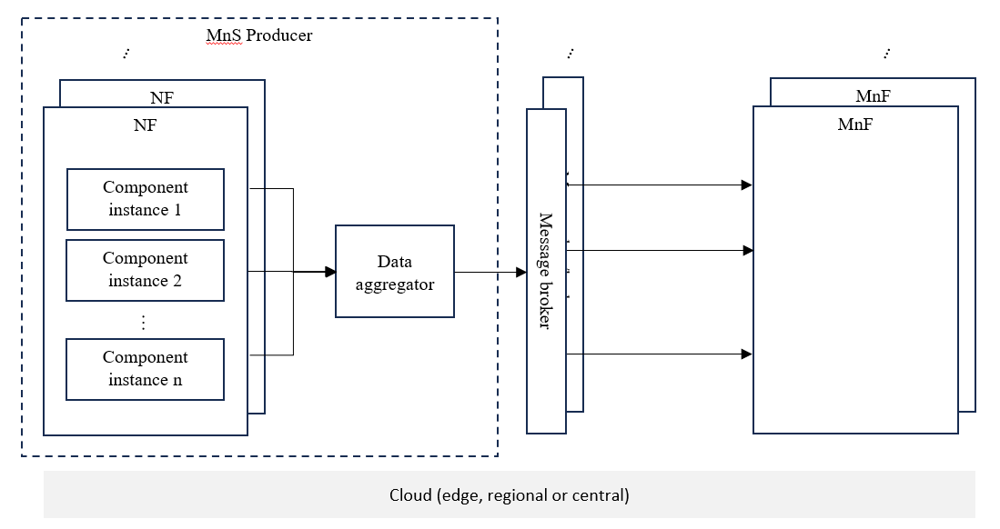 MnS Producer
NF
NF
Component
instance 1
Component
instance 2
Component
instance n
Data
aggregator
Message broker
MnF
MnF
Cloud (edge, regional or central)